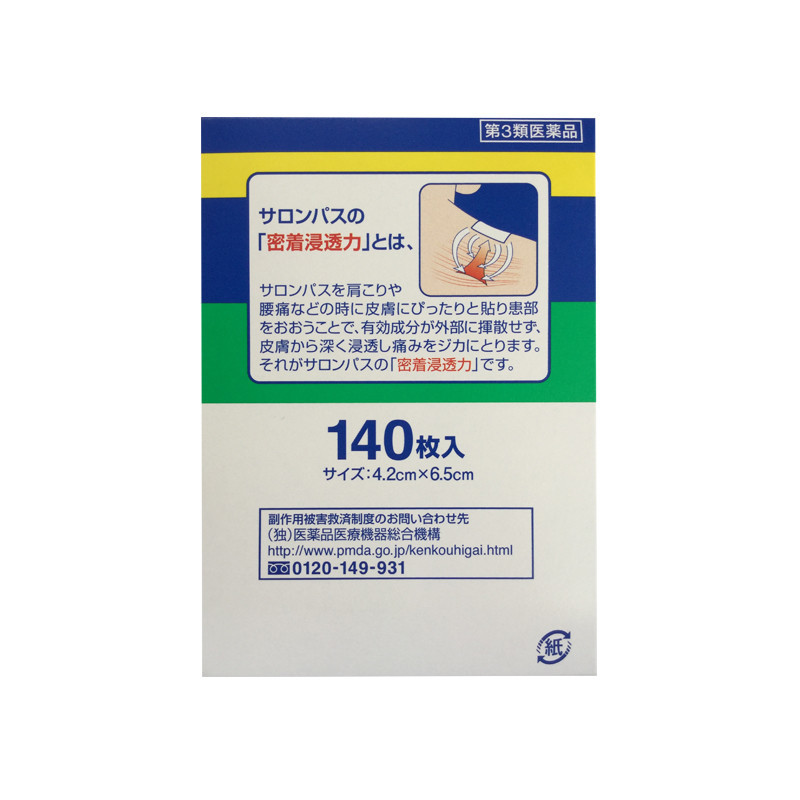 第3類医薬品
サロンパスの
「密着浸透力」とは、
サロンパスを肩こりや
腰痛などの時に皮膚にぴったりと貼り患部
をおおうことで、有効成分が外部に揮散せず、
皮膚から深く浸透し痛みをジカにとります。
それがサロンパスの「密着浸透力」です。
140枚入
サイズ:4.2cm×6.5cm
副作用被害救済制度のお問い合わせ先
(独)医薬品医療機器総合機構
http://www.pmda.go.jp/kenkouhigai.html
0120-149-931
紙